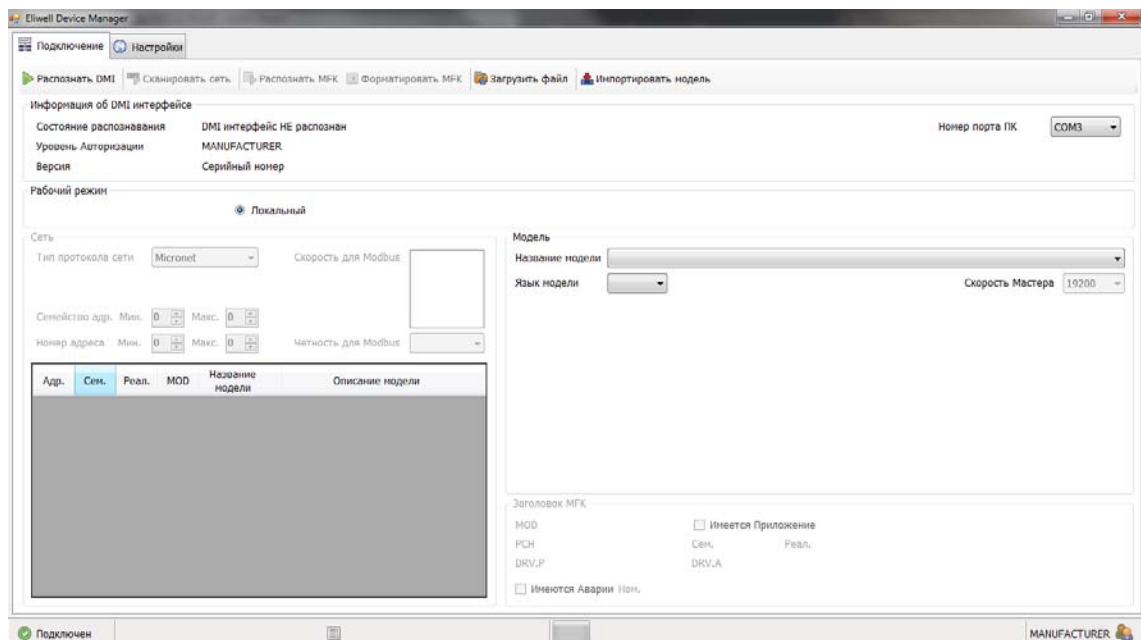 Eliwell Device Manager
Подключение Настройки
Распознать DMI Сканировать сеть Распознать MFK Форматировать MFK Загрузить файл Импортировать модель
Информация об DMI интерфейсе
Состояние распознавания DMI интерфейс НЕ распознан Номер порта ПК COM3
Уровень Авторизации MANUFACTURER
Версия Серийный номер
Рабочий режим
Локальный
Сеть
Тип протокола сети Micronet Скорость для Modbus
Семейство адр. Мин. 0 Макс. 0
Номер адреса Мин. 0 Макс. 0 Четность для Modbus
Адр. Сем. Реал. MOD Название модели Описание модели
Модель
Название модели
Язык модели Скорость Мастера 19200
Заголовок MFK
MOD Имеется Приложение
PCH Сем. Реал.
DRV.P DRV.A
Имеются Аварии Ном.
Подключен MANUFACTURER